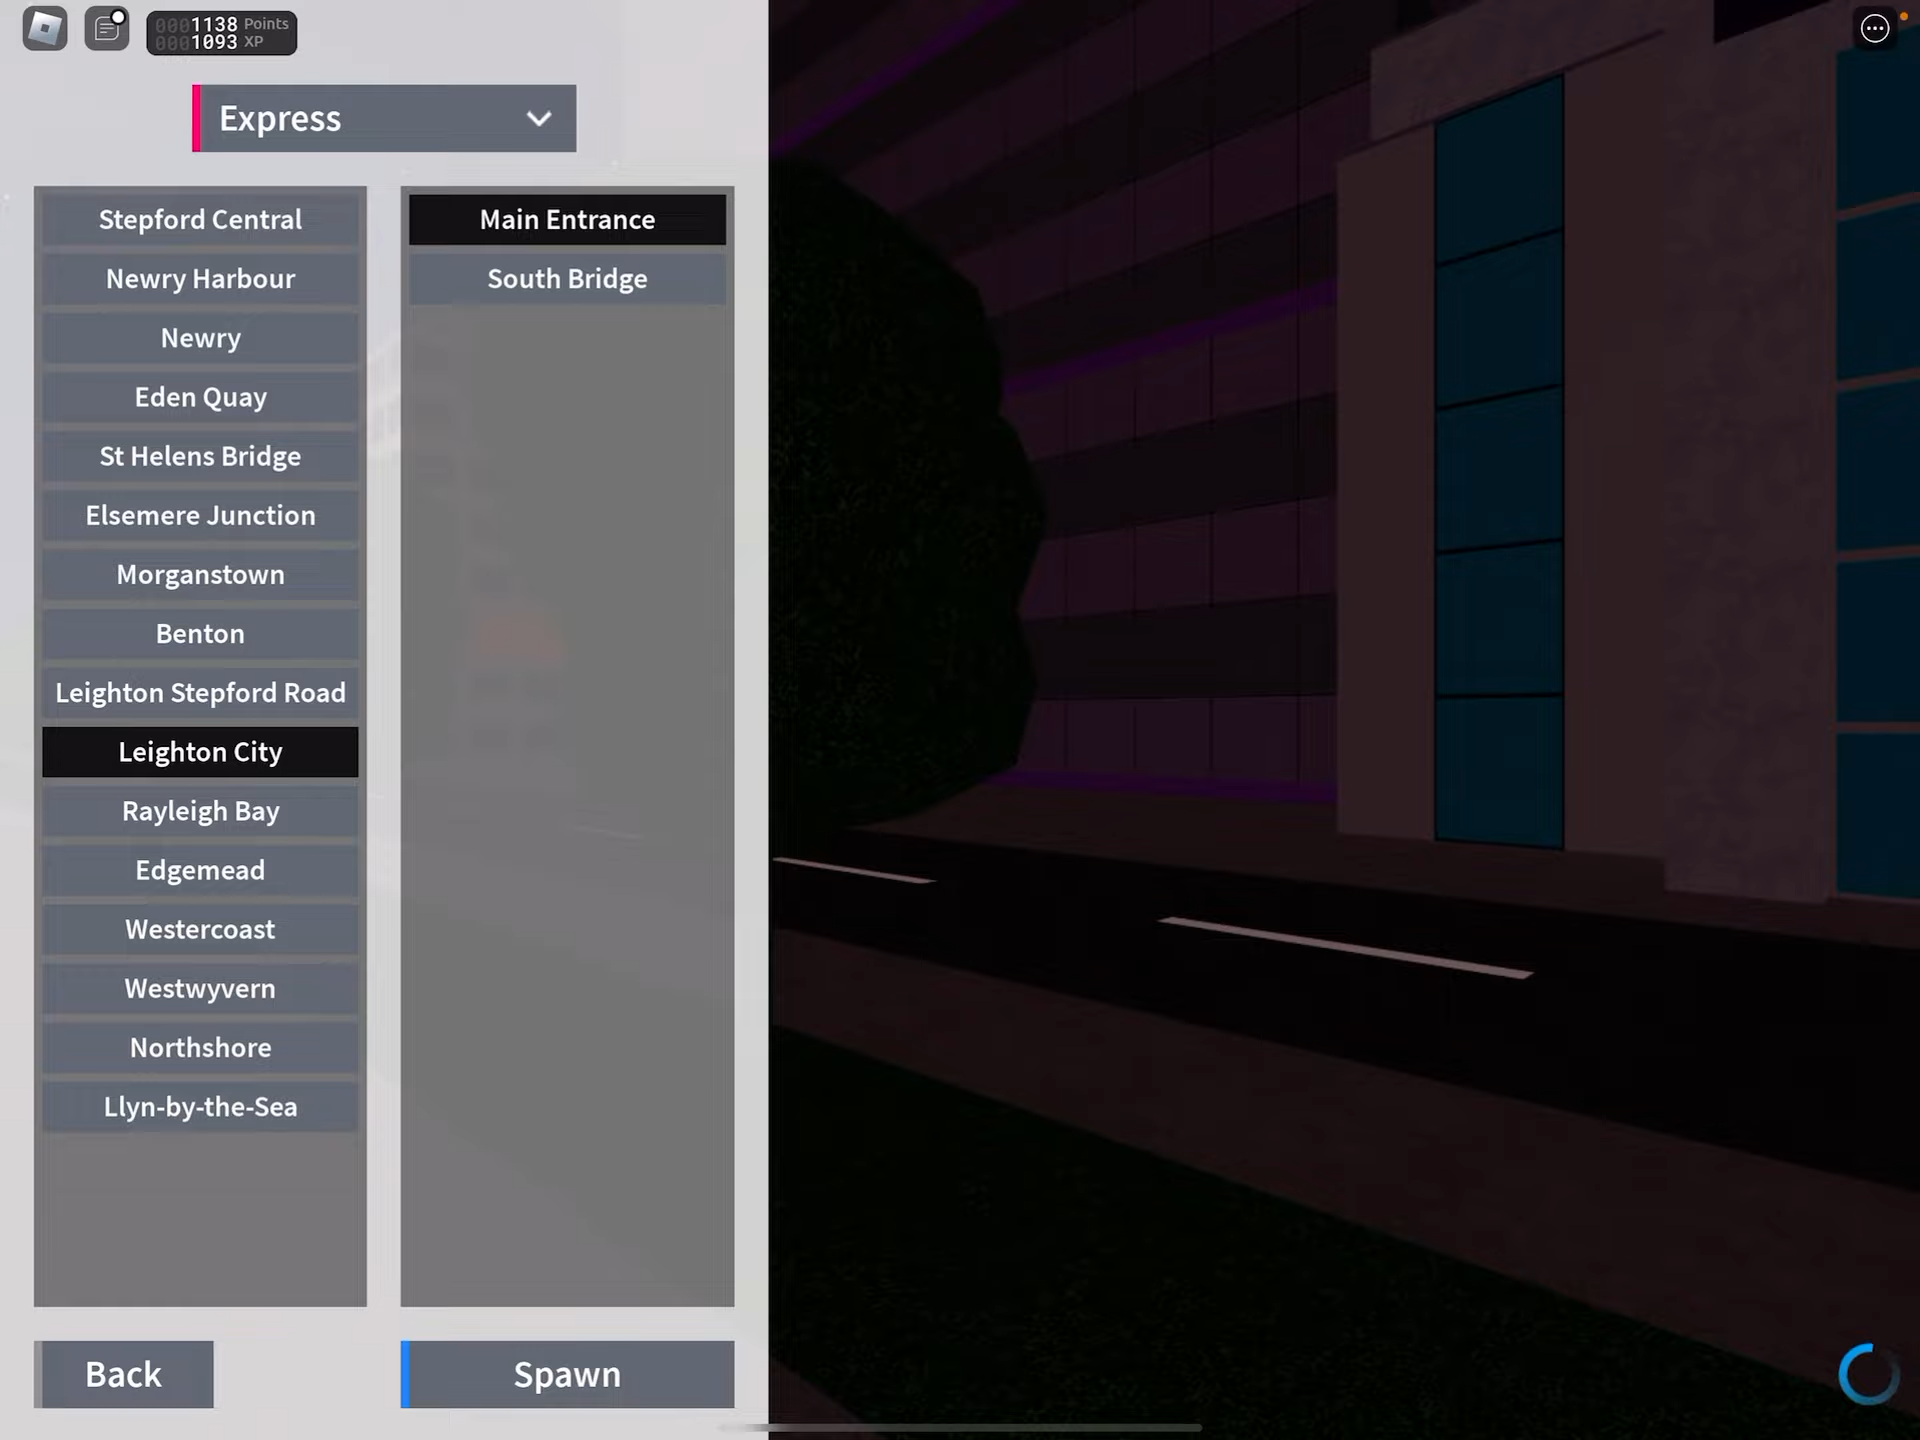 0001138 Points
0001093 XP
Express
Stepford Central
Newry Harbour
Newry
Eden Quay
St Helens Bridge
Elsemere Junction
Morganstown
Benton
Leighton Stepford Road
Leighton City
Rayleigh Bay
Edgemead
Westercoast
Westwyvern
Northshore
Llyn-by-the-Sea
Main Entrance
South Bridge
Back
Spawn